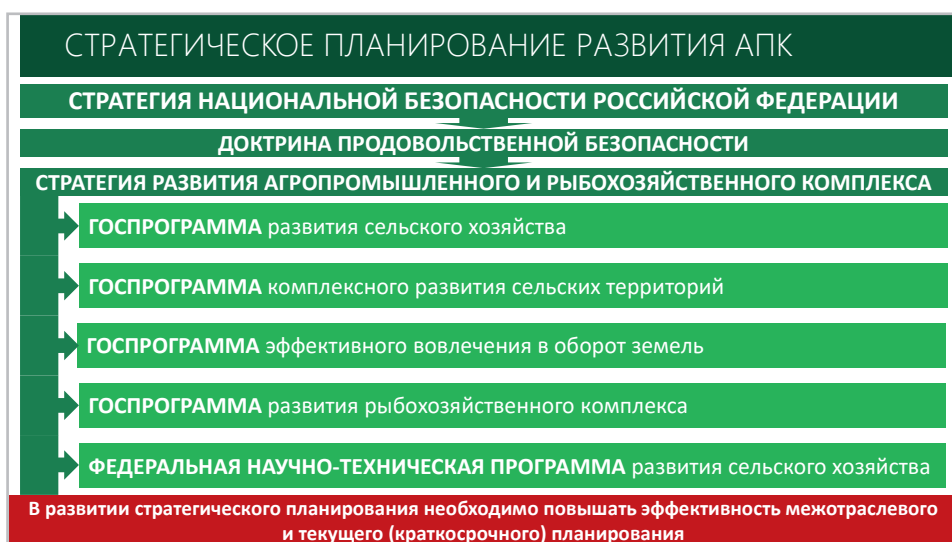 СТРАТЕГИЧЕСКОЕ ПЛАНИРОВАНИЕ РАЗВИТИЯ АПК
СТРАТЕГИЯ НАЦИОНАЛЬНОЙ БЕЗОПАСНОСТИ РОССИЙСКОЙ ФЕДЕРАЦИИ
ДОКТРИНА ПРОДОВОЛЬСТВЕННОЙ БЕЗОПАСНОСТИ
СТРАТЕГИЯ РАЗВИТИЯ АГРОПРОМЫШЛЕННОГО И РЫБОХОЗЯЙСТВЕННОГО КОМПЛЕКСА
ГОСПРОГРАММА развития сельского хозяйства
ГОСПРОГРАММА комплексного развития сельских территорий
ГОСПРОГРАММА эффективного вовлечения в оборот земель
ГОСПРОГРАММА развития рыбохозяйственного комплекса
ФЕДЕРАЛЬНАЯ НАУЧНО-ТЕХНИЧЕСКАЯ ПРОГРАММА развития сельского хозяйства
В развитии стратегического планирования необходимо повышать эффективность межотраслевого
и текущего (краткосрочного) планирования